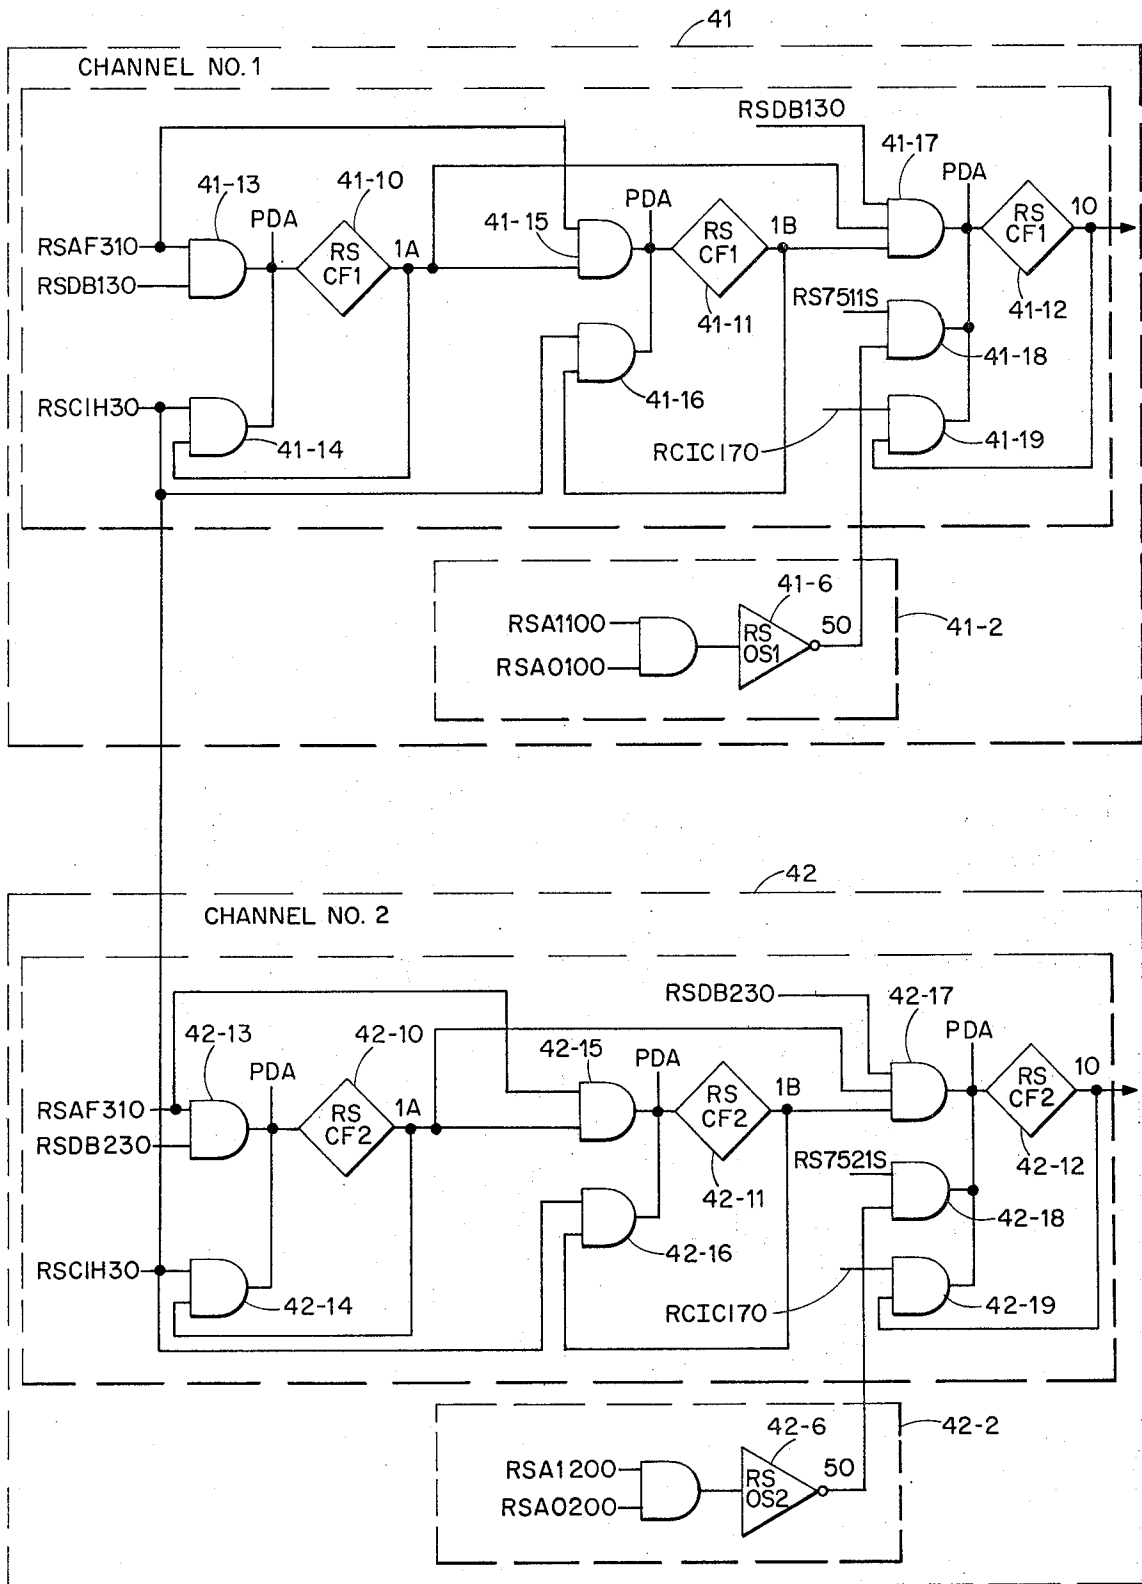 41
CHANNEL NO. 1
RSDB130
41-17
41-13
41-10
PDA
10
PDA
41-15
PDA
RS
CF1
1B
RS
CF1
RSAF310
RS
CF1
1A
RSDB130
RS7511S
41-12
41-11
41-18
RSC1H30
41-16
41-14
RCIC170
41-19
41-6
RSA1100
RS
OS1
50
41-2
RSA0100
42
CHANNEL NO. 2
RSDB230
42-17
42-13
42-10
42-15
PDA
PDA
PDA
10
RSAF310
RS
CF2
1A
RS
CF2
1B
RS
CF2
RSDB230
RS7521S
42-12
42-11
42-18
42-16
RSC1H30
42-14
RCIC170
42-19
42-6
42-2
RSA1200
RS
OS2
50
RSA0200